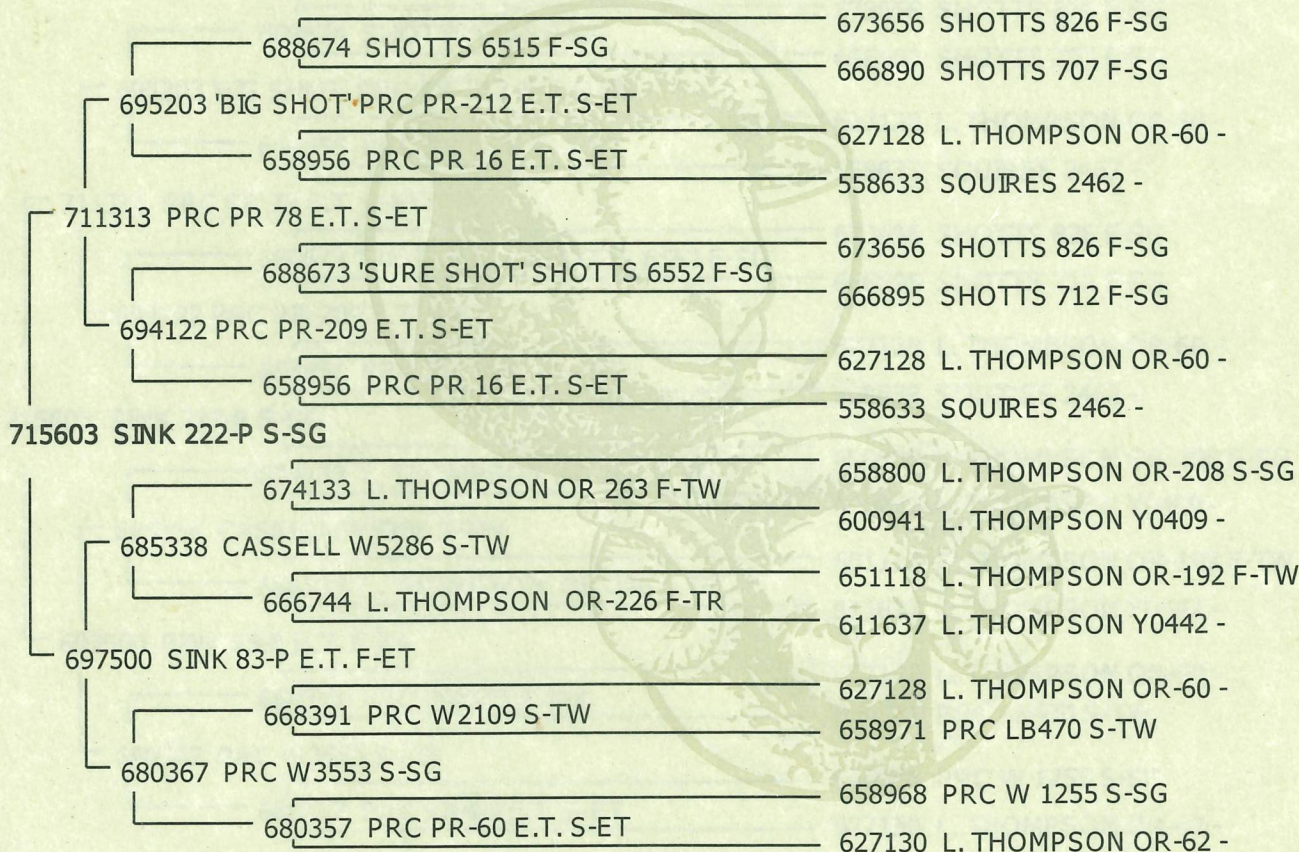 673656 SHOTTS 826 F-SG
688674 SHOTTS 6515 F-SG
666890 SHOTTS 707 F-SG
695203 'BIG SHOT' PRC PR-212 E.T. S-ET
627128 L. THOMPSON OR-60 -
658956 PRC PR 16 E.T. S-ET
558633 SQUIRES 2462 -
711313 PRC PR 78 E.T. S-ET
673656 SHOTTS 826 F-SG
688673 'SURE SHOT' SHOTTS 6552 F-SG
666895 SHOTTS 712 F-SG
694122 PRC PR-209 E.T. S-ET
627128 L. THOMPSON OR-60 -
658956 PRC PR 16 E.T. S-ET
558633 SQUIRES 2462 -
715603 SINK 222-P S-SG
658800 L. THOMPSON OR-208 S-SG
674133 L. THOMPSON OR 263 F-TW
600941 L. THOMPSON Y0409 -
685338 CASSELL W5286 S-TW
651118 L. THOMPSON OR-192 F-TW
666744 L. THOMPSON OR-226 F-TR
611637 L. THOMPSON Y0442 -
697500 SINK 83-P E.T. F-ET
627128 L. THOMPSON OR-60 -
668391 PRC W2109 S-TW
658971 PRC LB470 S-TW
680367 PRC W3553 S-SG
658968 PRC W 1255 S-SG
680357 PRC PR-60 E.T. S-ET
627130 L. THOMPSON OR-62 -